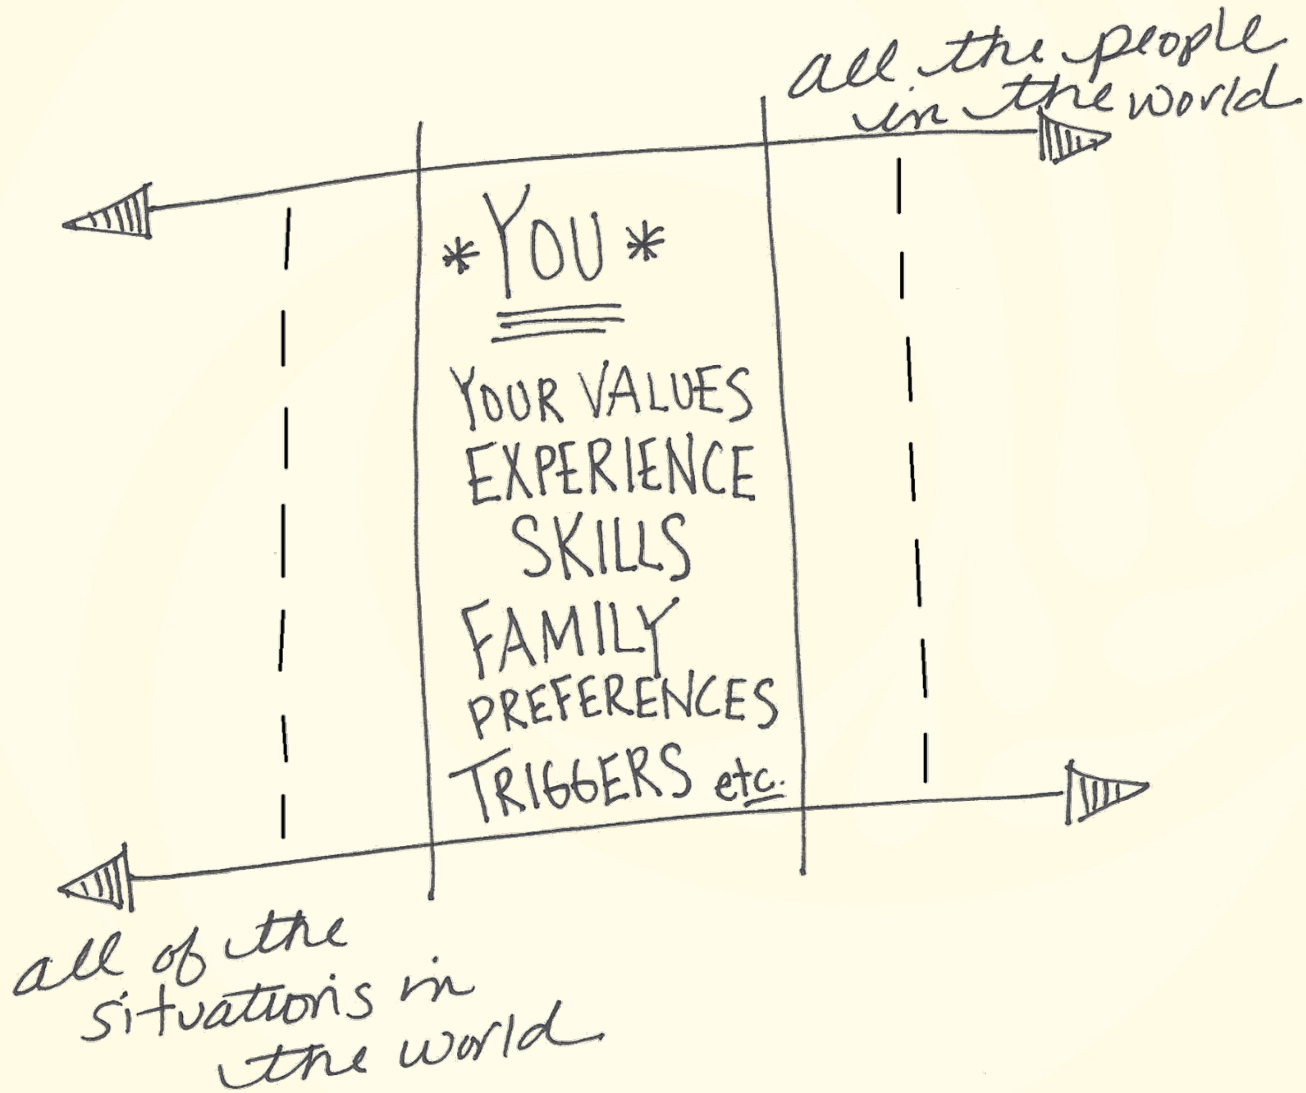 all the people
in the world
* YOU *
YOUR VALUES
EXPERIENCE
SKILLS
FAMILY
PREFERENCES
TRIGGERS etc.
all of the
situations in
the world